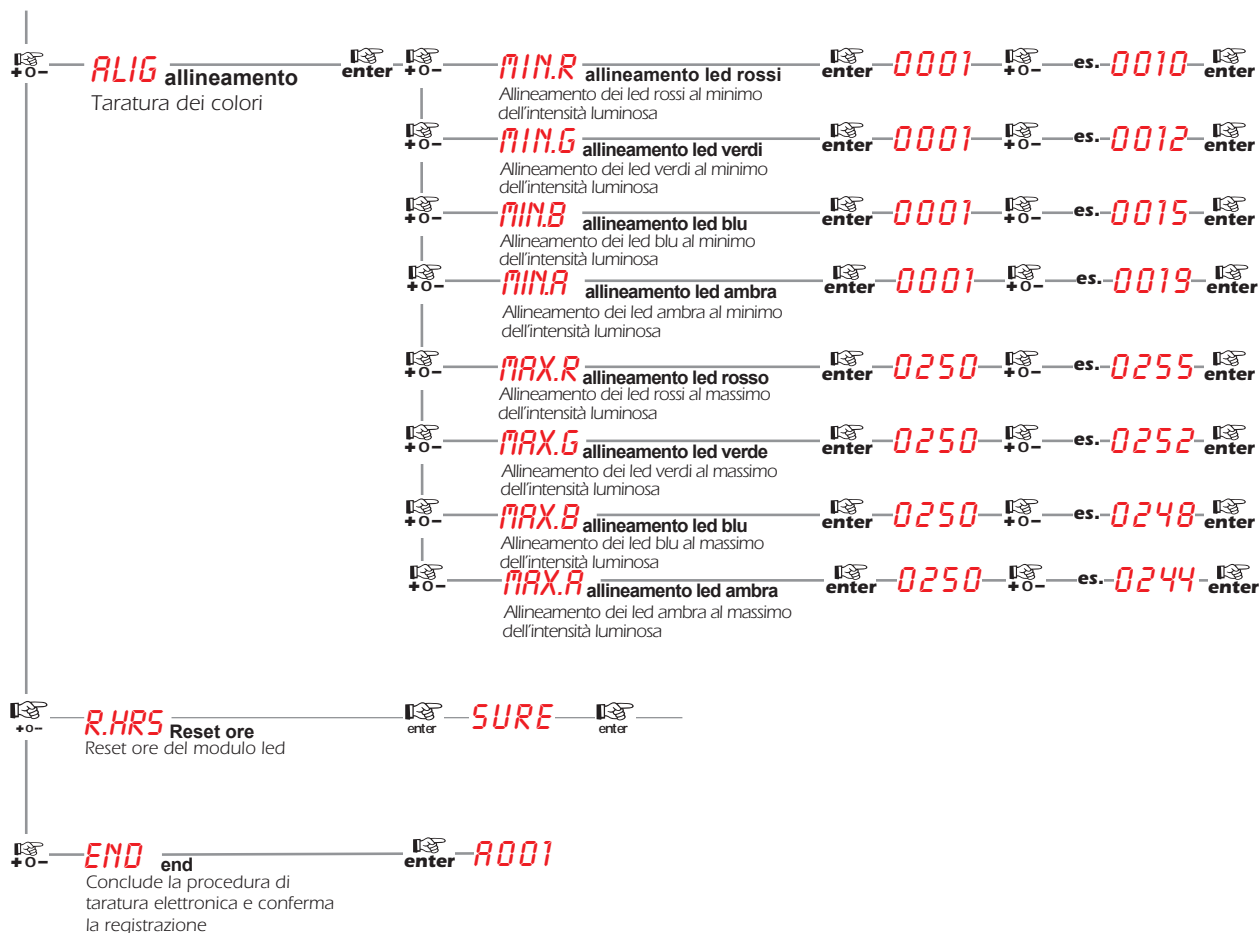 ALIG allineamento enter MIN.R allineamento led rossi enter 0001 +o- es. 0010 enter
+o- +o- 
Taratura dei colori
Allineamento dei led rossi al minimo
dell'intensità luminosa
+o- MIN.G allineamento led verdi enter 0001 +o- es. 0012 enter
Allineamento dei led verdi al minimo
dell'intensità luminosa
+o- MIN.B allineamento led blu enter 0001 +o- es. 0015 enter
Allineamento dei led blu al minimo
dell'intensità luminosa
+o- MIN.A allineamento led ambra enter 0001 +o- es. 0019 enter
Allineamento dei led ambra al minimo
dell'intensità luminosa
+o- MAX.R allineamento led rosso enter 0250 +o- es. 0255 enter
Allineamento dei led rossi al massimo
dell'intensità luminosa
+o- MAX.G allineamento led verde enter 0250 +o- es. 0252 enter
Allineamento dei led verdi al massimo
dell'intensità luminosa
+o- MAX.B allineamento led blu enter 0250 +o- es. 0248 enter
Allineamento dei led blu al massimo
dell'intensità luminosa
+o- MAX.A allineamento led ambra enter 0250 +o- es. 0244 enter
Allineamento dei led ambra al massimo
dell'intensità luminosa
+o- R.HRS Reset ore enter SURE enter
Reset ore del modulo led
+o- END end enter A001
Conclude la procedura di
taratura elettronica e conferma
la registrazione